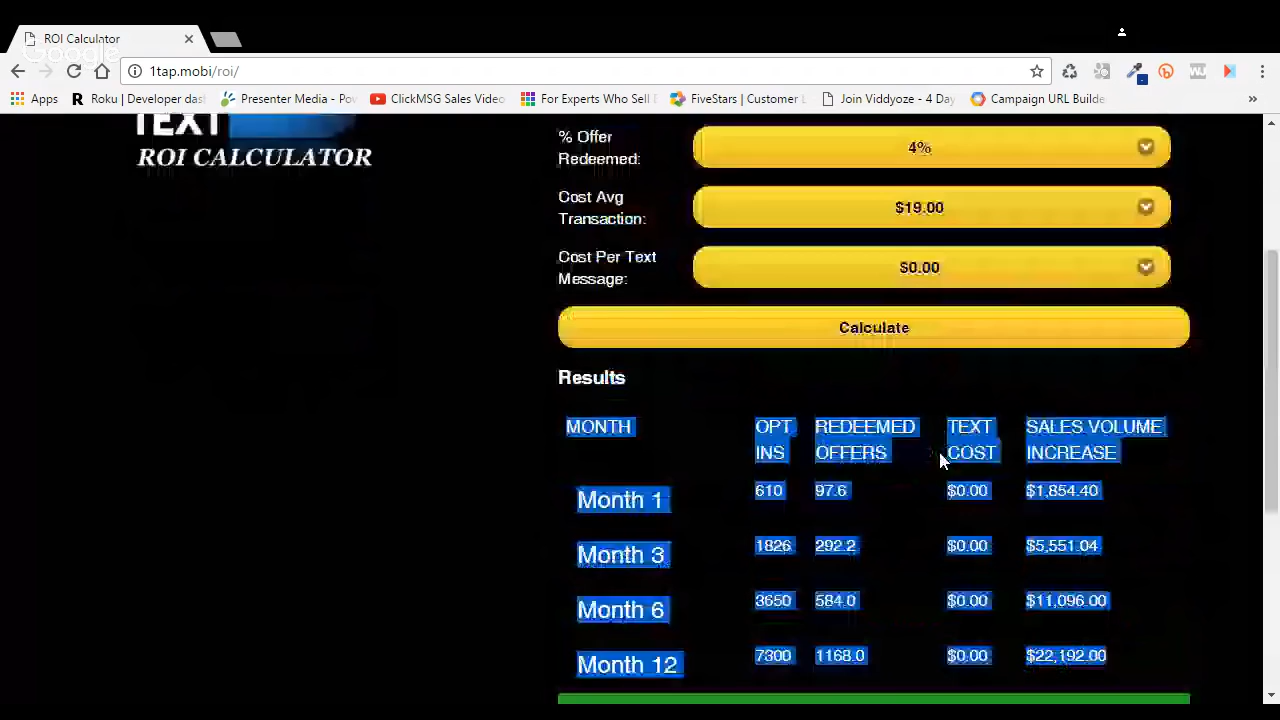 ROI Calculator
Google
1tap.mobi/roi/
Apps
Roku | Developer das
Presenter Media - Pow
ClickMSG Sales Video
For Experts Who Sell E
FiveStars | Customer L
Join Viddyoze - 4 Day
Campaign URL Builde
»
TEXT
ROI CALCULATOR
% Offer
Redeemed:
4%
Cost Avg
Transaction:
$19.00
Cost Per Text
Message:
$0.00
Calculate
Results
MONTH OPT INS REDEEMED OFFERS TEXT COST SALES VOLUME INCREASE
Month 1 610 97.6 $0.00 $1,854.40
Month 3 1826 292.2 $0.00 $5,551.04
Month 6 3650 584.0 $0.00 $11,096.00
Month 12 7300 1168.0 $0.00 $22,192.00